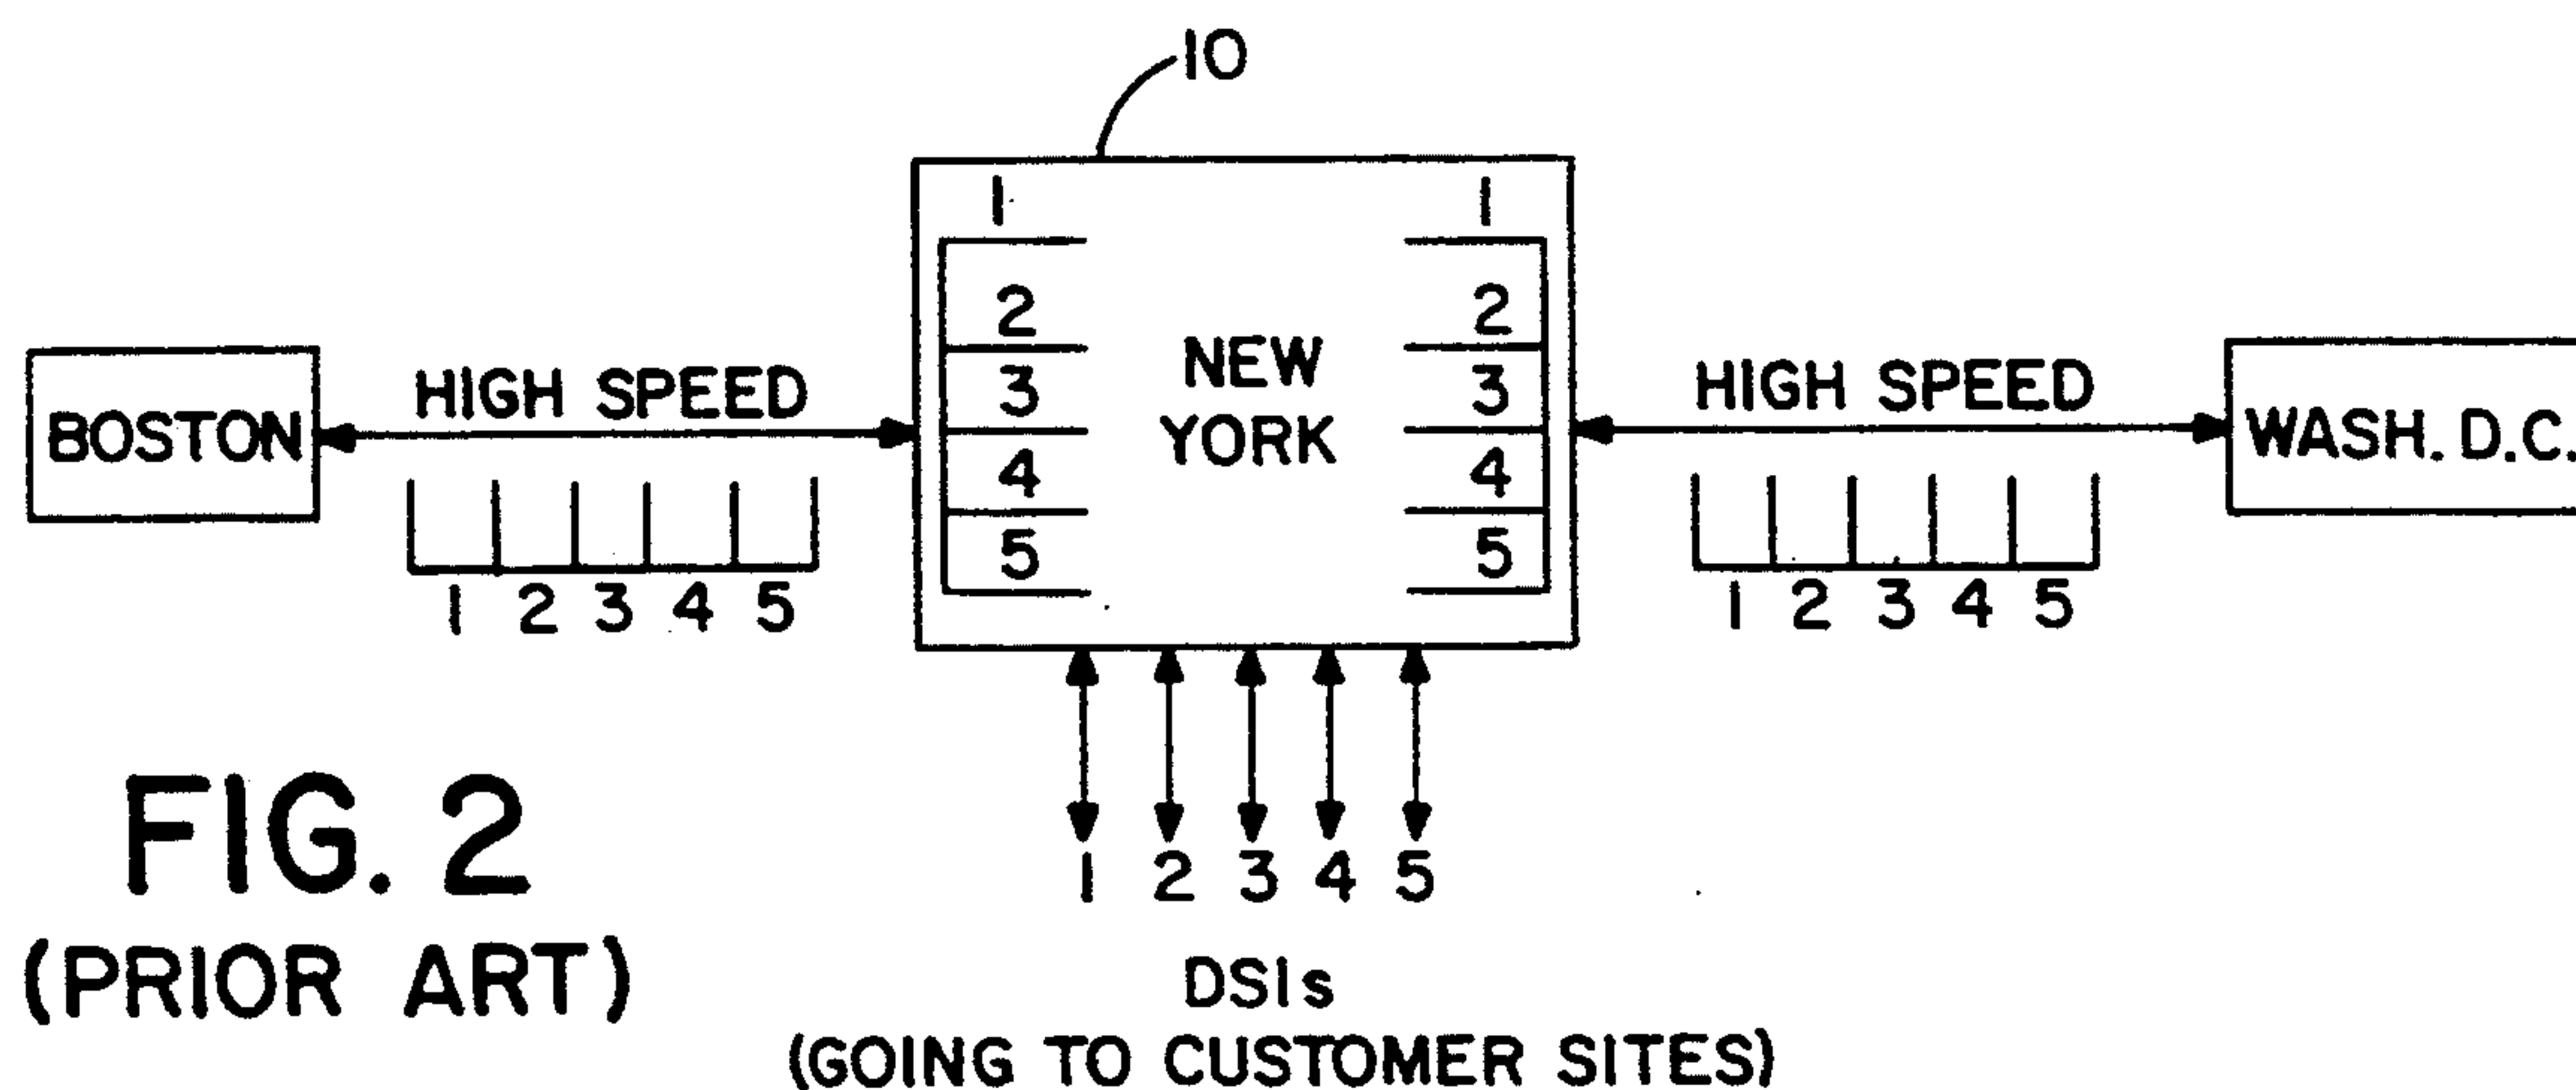 10
1 1
2 2
NEW
3 3
YORK
4 4
5 5
BOSTON
HIGH SPEED
1 2 3 4 5
HIGH SPEED
1 2 3 4 5
WASH. D.C.
1 2 3 4 5
DS1s
(GOING TO CUSTOMER SITES)
FIG. 2
(PRIOR ART)